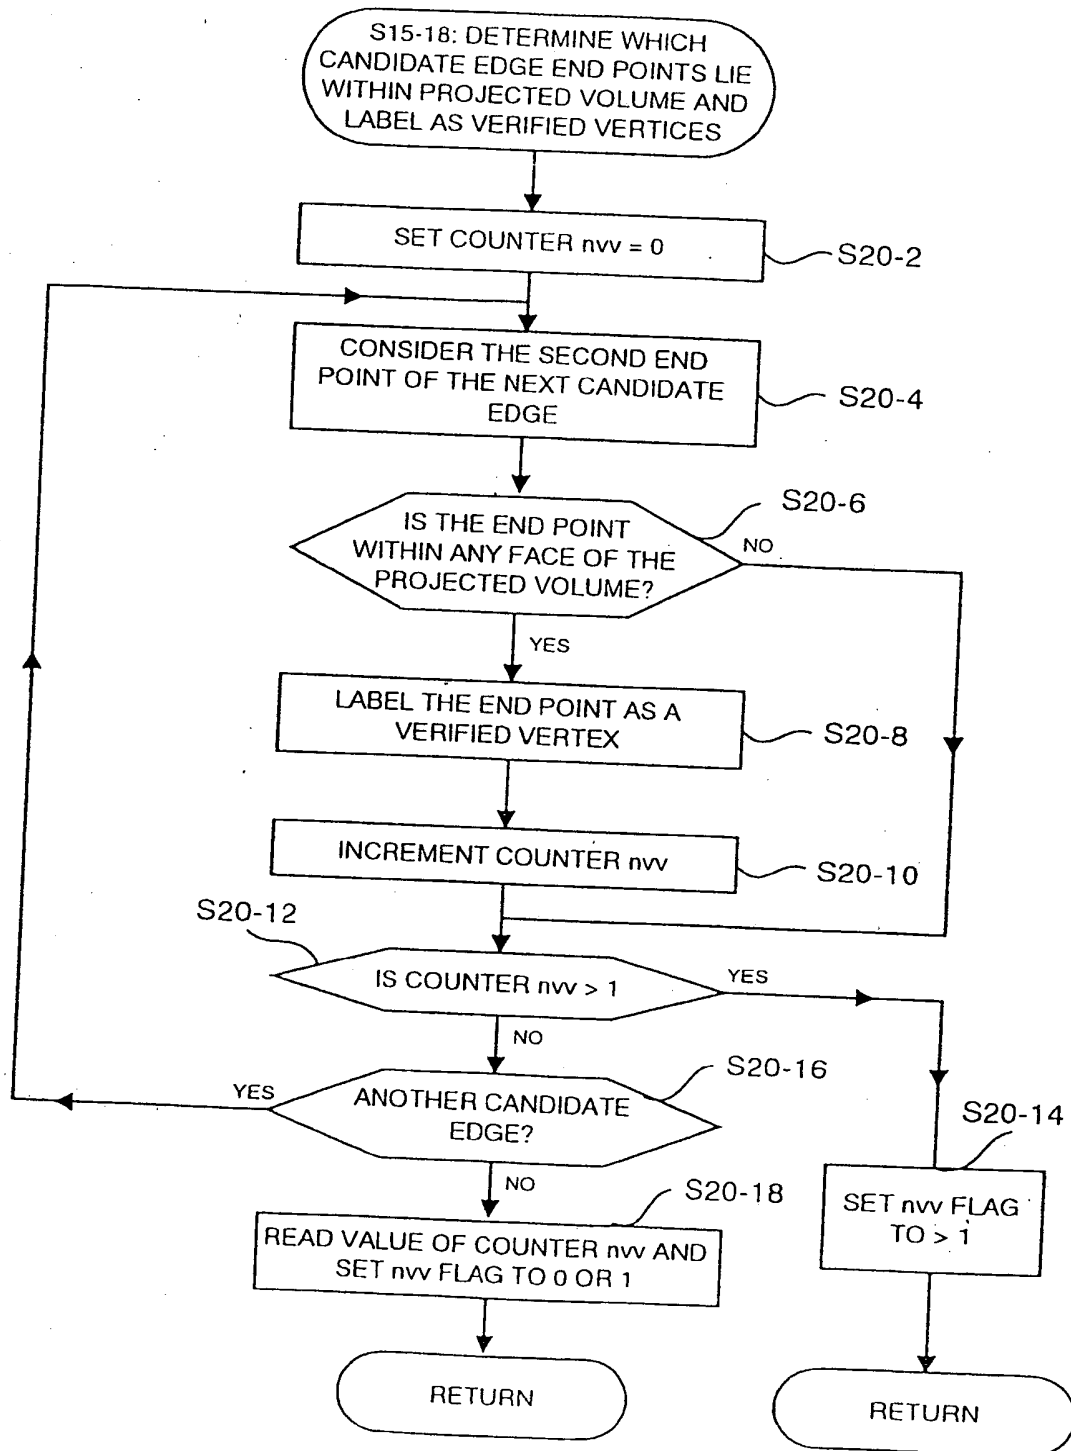 S15-18: DETERMINE WHICH
CANDIDATE EDGE END POINTS LIE
WITHIN PROJECTED VOLUME AND
LABEL AS VERIFIED VERTICES
SET COUNTER nvv = 0
S20-2
CONSIDER THE SECOND END
POINT OF THE NEXT CANDIDATE
EDGE
S20-4
S20-6
IS THE END POINT
WITHIN ANY FACE OF THE
PROJECTED VOLUME?
NO
YES
LABEL THE END POINT AS A
VERIFIED VERTEX
S20-8
INCREMENT COUNTER nvv
S20-10
S20-12
IS COUNTER nvv > 1
YES
NO
S20-16
YES
ANOTHER CANDIDATE
EDGE?
S20-14
NO
S20-18
SET nvv FLAG
TO > 1
READ VALUE OF COUNTER nvv AND
SET nvv FLAG TO 0 OR 1
RETURN
RETURN